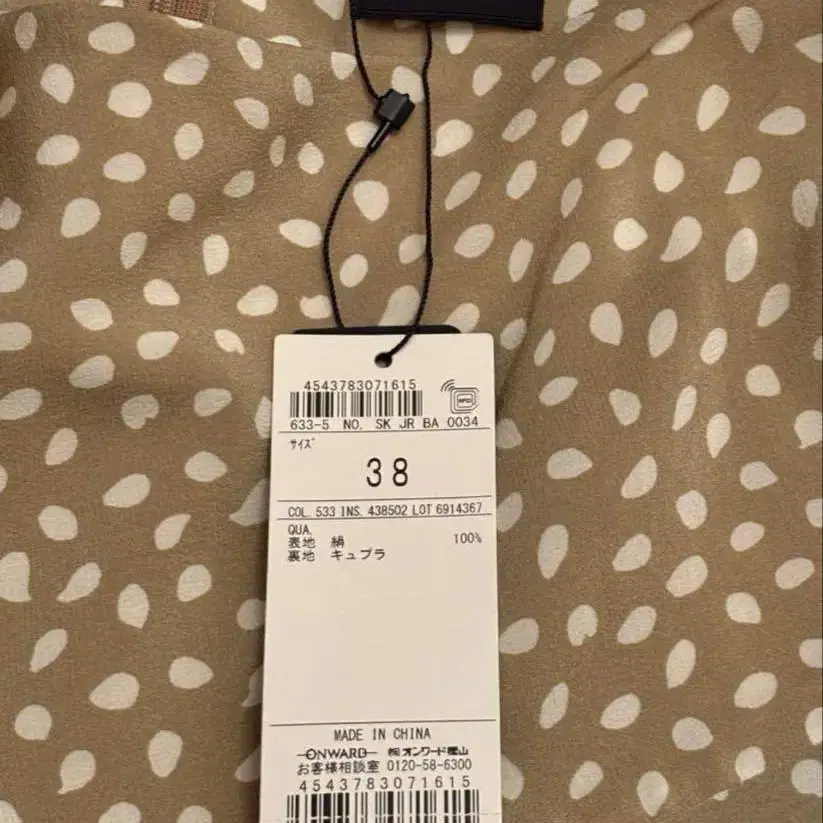 4543783071615
633-5 NO. SK JR BA 0034
ｻｲｽﾞ
38
COL. 533 INS. 438502 LOT 6914367
QUA.
表地 絹 100%
裏地 キュプラ
MADE IN CHINA
ONWARD ㈱オンワード樫山
お客様相談室 0120-58-6300
4543783071615